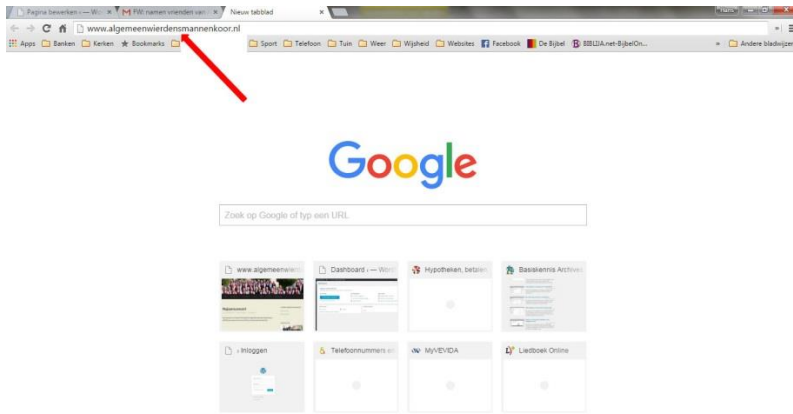 Pagina bewerken ‹ — Wo
FW: namen vrienden van
Nieuw tabblad
www.algemeenwierdensmannenkoor.nl
Apps Banken Kerken Bookmarks Sport Telefoon Tuin Weer Wijsheid Websites Facebook De Bijbel BIBLIJA.net-BijbelOn... » Andere bladwijzer
Google
Zoek op Google of typ een URL
www.algemeenwierd Dashboard ‹ — Word Hypotheken, betalen Basiskennis Archives
‹ Inloggen Telefoonnummers en MyVEVIDA Liedboek Online